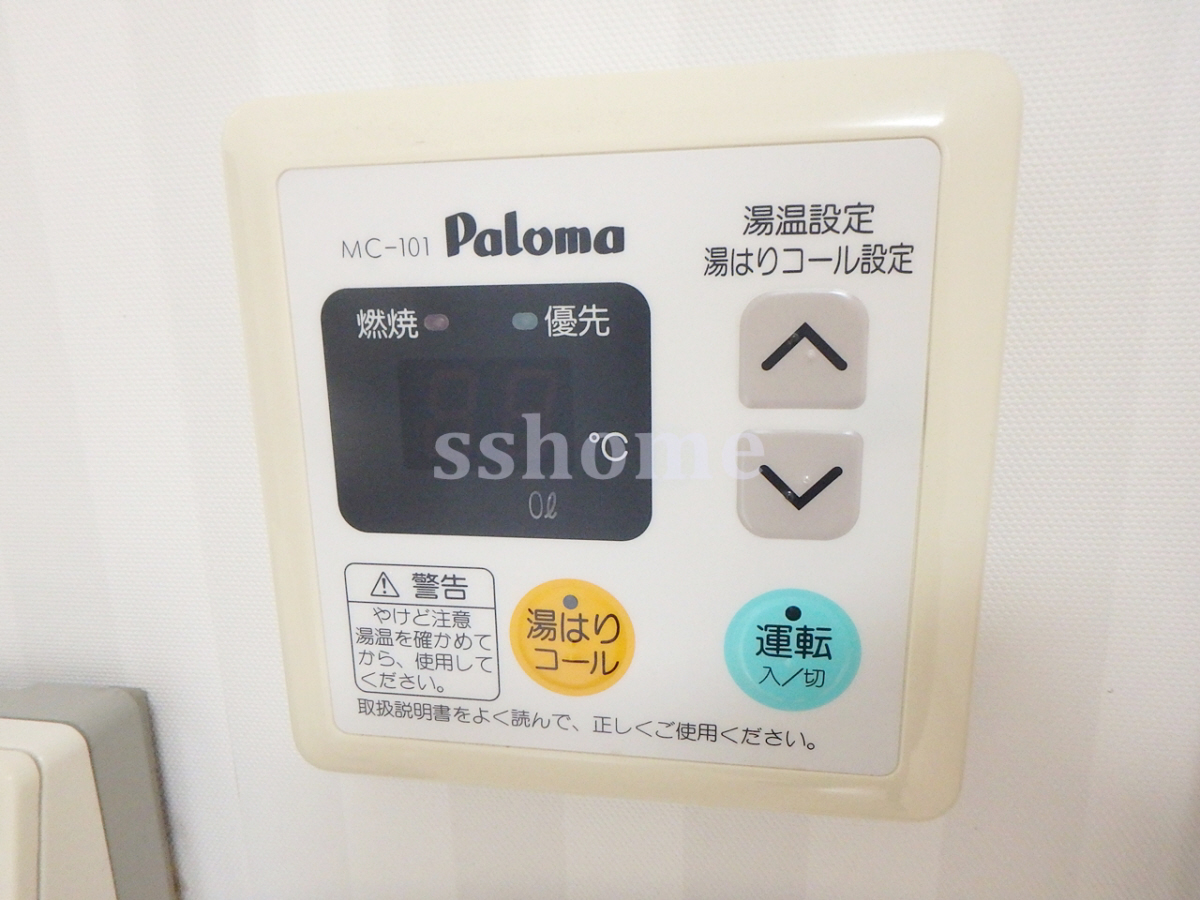 MC-101 Paloma
湯温設定
湯はりコール設定
燃焼 優先
℃
0ℓ
sshome
警告
やけど注意
湯温を確かめて
から、使用して
ください。
湯はり
コール
運転
入/切
取扱説明書をよく読んで、正しくご使用ください。